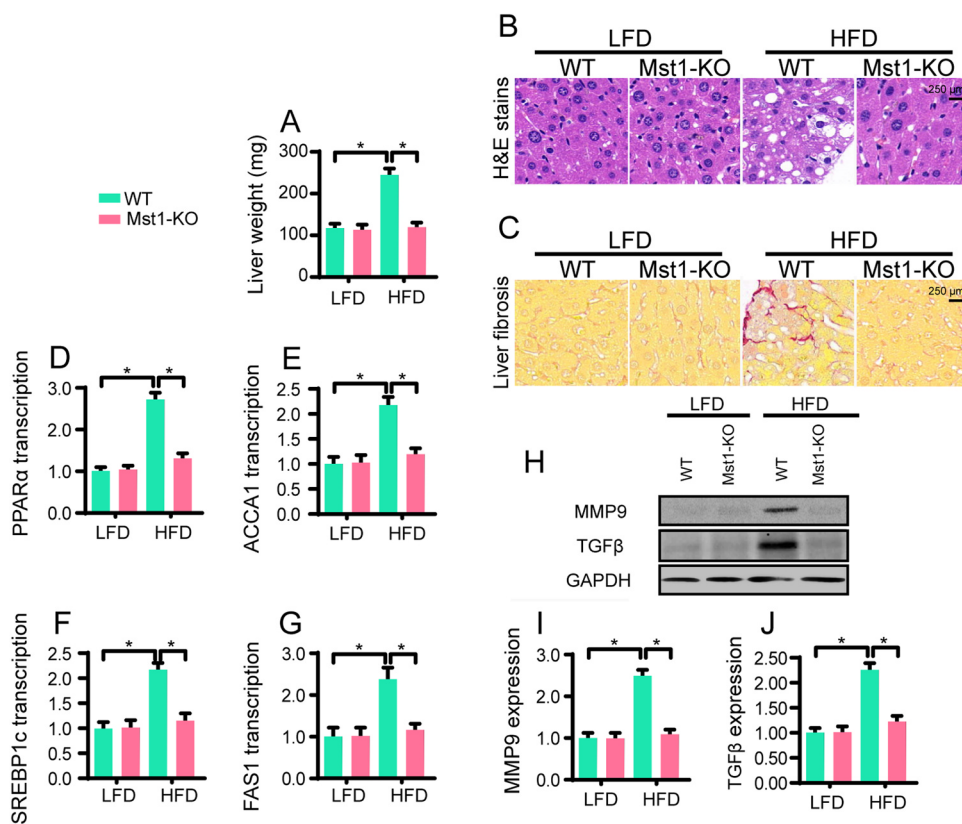 WT
Mst1-KO
A
Liver weight (mg)
300
200
100
0
LFD
HFD
*
*
B
LFD
HFD
WT
Mst1-KO
WT
Mst1-KO
H&E stains
250 µm
C
LFD
HFD
WT
Mst1-KO
WT
Mst1-KO
Liver fibrosis
250 µm
D
PPARα transcription
3.0
2.0
1.0
0.0
LFD
HFD
*
*
E
ACCA1 transcription
2.5
2.0
1.5
1.0
0.5
0.0
LFD
HFD
*
*
F
SREBP1c transcription
2.5
2.0
1.5
1.0
0.5
0.0
LFD
HFD
*
*
G
FAS1 transcription
3.0
2.0
1.0
0.0
LFD
HFD
*
*
H
LFD
HFD
WT
Mst1-KO
WT
Mst1-KO
MMP9
TGFβ
GAPDH
I
MMP9 expression
3.0
2.0
1.0
0.0
LFD
HFD
*
*
J
TGFβ expression
2.50
2.00
1.50
1.00
0.50
0.00
LFD
HFD
*
*